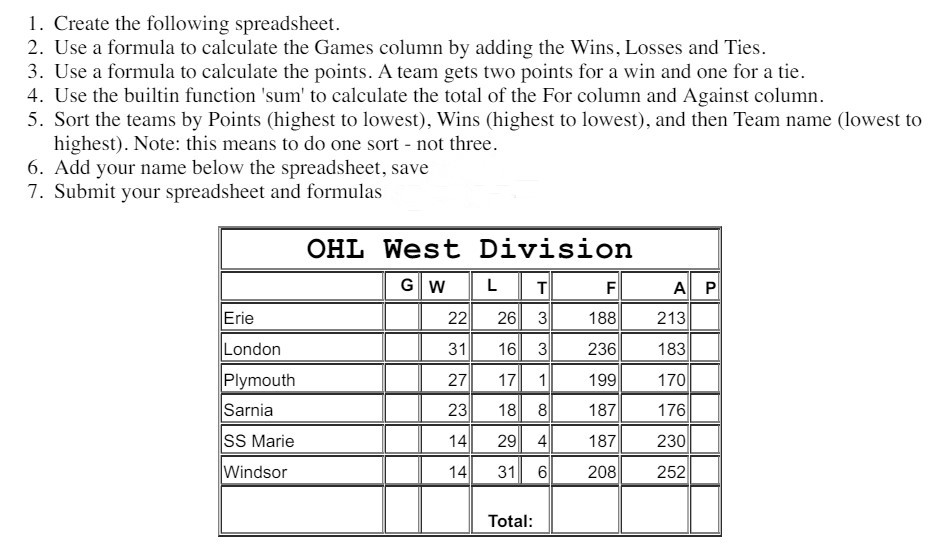 1. Create the following spreadsheet.
2. Use a formula to calculate the Games column by adding the Wins, Losses and Ties.
3. Use a formula to calculate the points. A team gets two points for a win and one for a tie.
4. Use the builtin function 'sum' to calculate the total of the For column and Against column.
5. Sort the teams by Points (highest to lowest), Wins (highest to lowest), and then Team name (lowest to
highest). Note: this means to do one sort - not three.
6. Add your name below the spreadsheet, save
7. Submit your spreadsheet and formulas
OHL West Division
G W L T F A P
Erie 22 26 3 188 213
London 31 16 3 236 183
Plymouth 27 17 1 199 170
Sarnia 23 18 8 187 176
SS Marie 14 29 4 187 230
Windsor 14 31 6 208 252
Total: